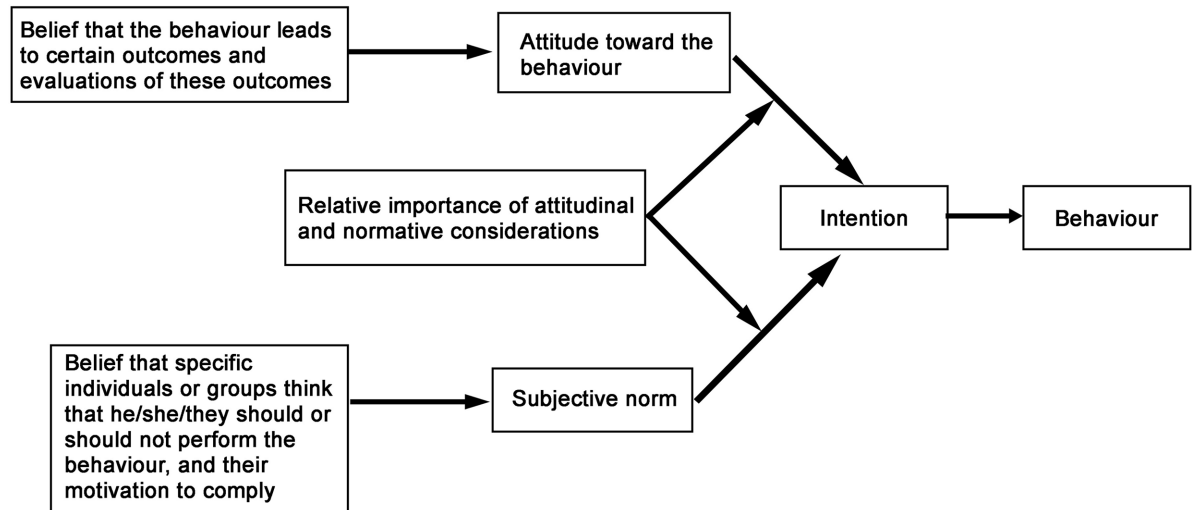 Belief that the behaviour leads
to certain outcomes and
evaluations of these outcomes
Attitude toward the
behaviour
Relative importance of attitudinal
and normative considerations
Intention
Behaviour
Belief that specific
individuals or groups think
that he/she/they should or
should not perform the
behaviour, and their
motivation to comply
Subjective norm